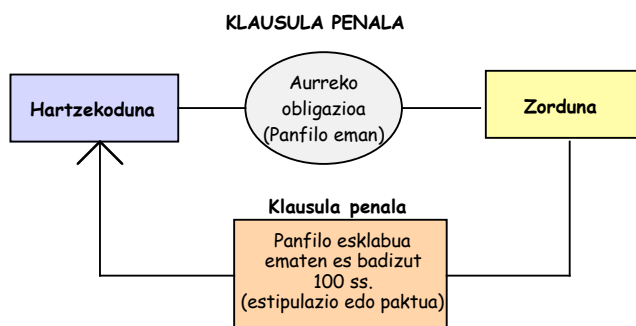 KLAUSULA PENALA
Hartzekoduna
Aurreko
obligazioa
(Panfilo eman)
Zorduna
Klausula penala
Panfilo esklabua
ematen es badizut
100 ss.
(estipulazio edo paktua)